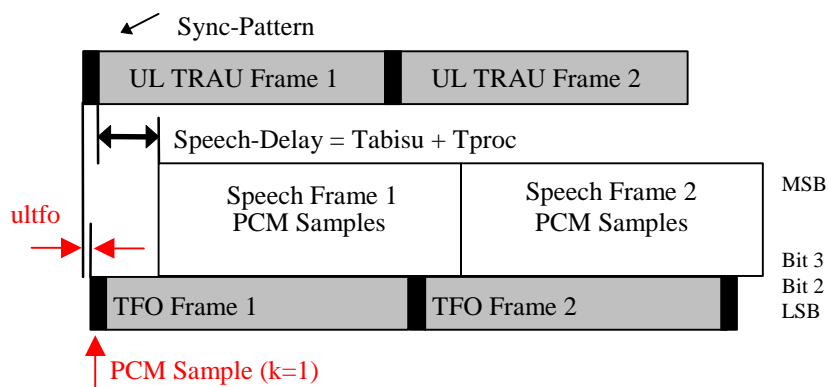 Sync-Pattern
UL TRAU Frame 1
UL TRAU Frame 2
Speech-Delay = Tabisu + Tproc
Speech Frame 1
PCM Samples
Speech Frame 2
PCM Samples
MSB
ultfo
Bit 3
Bit 2
LSB
TFO Frame 1
TFO Frame 2
PCM Sample (k=1)